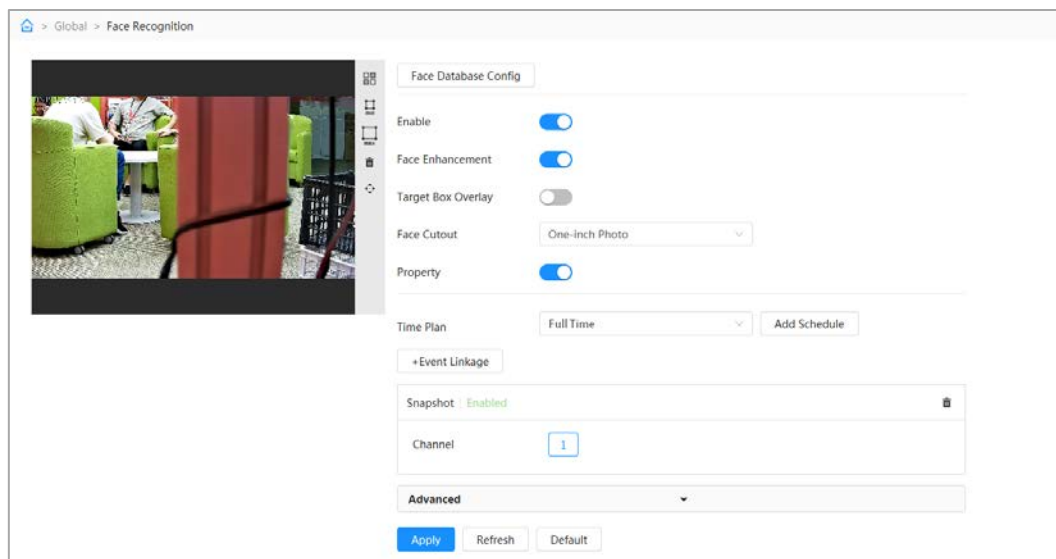 > Global > Face Recognition
Face Database Config
Enable
Face Enhancement
Target Box Overlay
Face Cutout One-inch Photo
Property
Time Plan Full Time Add Schedule
+Event Linkage
Snapshot Enabled
Channel 1
Advanced
Apply Refresh Default